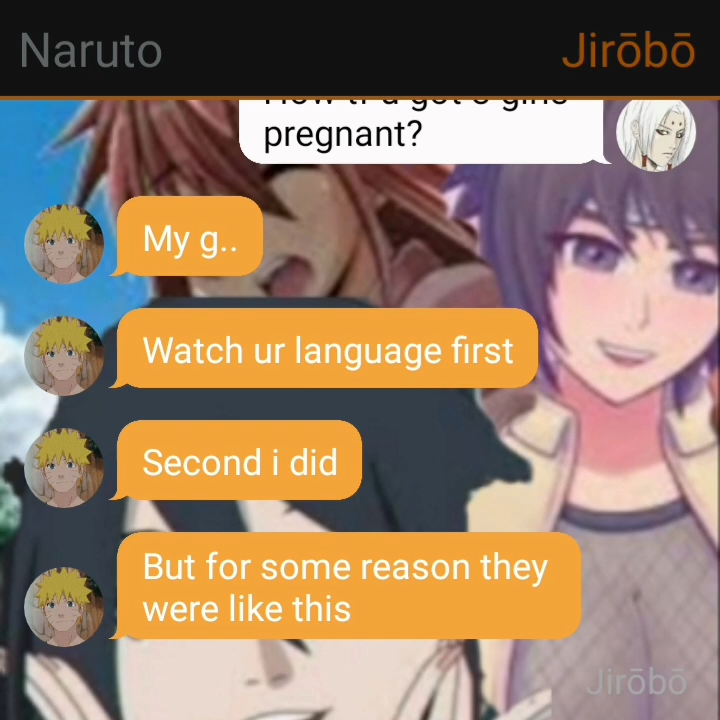 Naruto
Jirōbō
pregnant?
My g..
Watch ur language first
Second i did
But for some reason they
were like this
Jirōbō